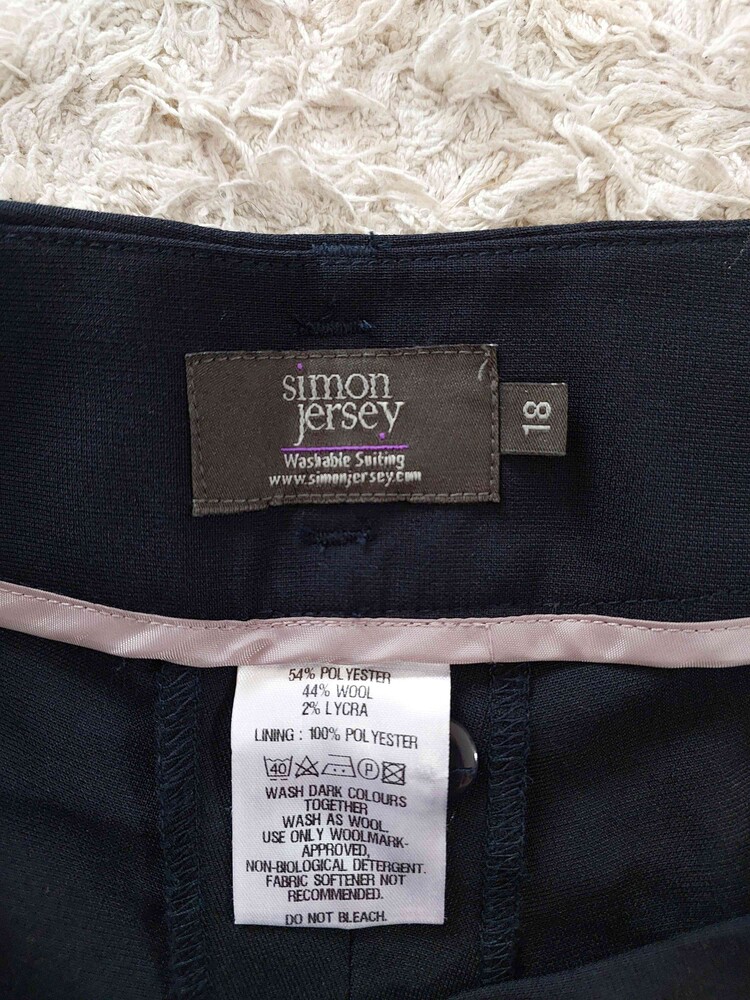 simon
jersey
Washable Suiting
www.simonjersey.com
18
54% POLYESTER
44% WOOL
2% LYCRA
LINING : 100% POLYESTER
40 P
WASH DARK COLOURS
TOGETHER
WASH AS WOOL.
USE ONLY WOOLMARK-
APPROVED,
NON-BIOLOGICAL DETERGENT.
FABRIC SOFTENER NOT
RECOMMENDED.
DO NOT BLEACH.